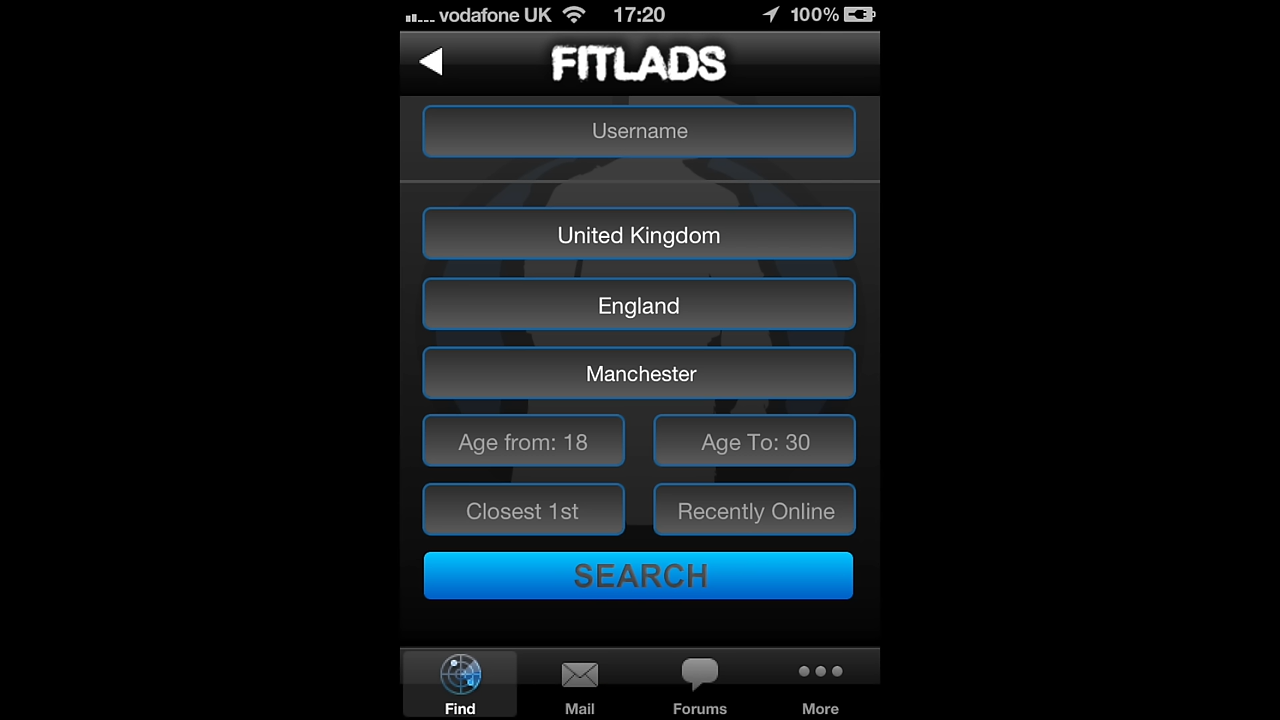 vodafone UK 17:20 100%
FITLADS
Username
United Kingdom
England
Manchester
Age from: 18 Age To: 30
Closest 1st Recently Online
SEARCH
Find Mail Forums More